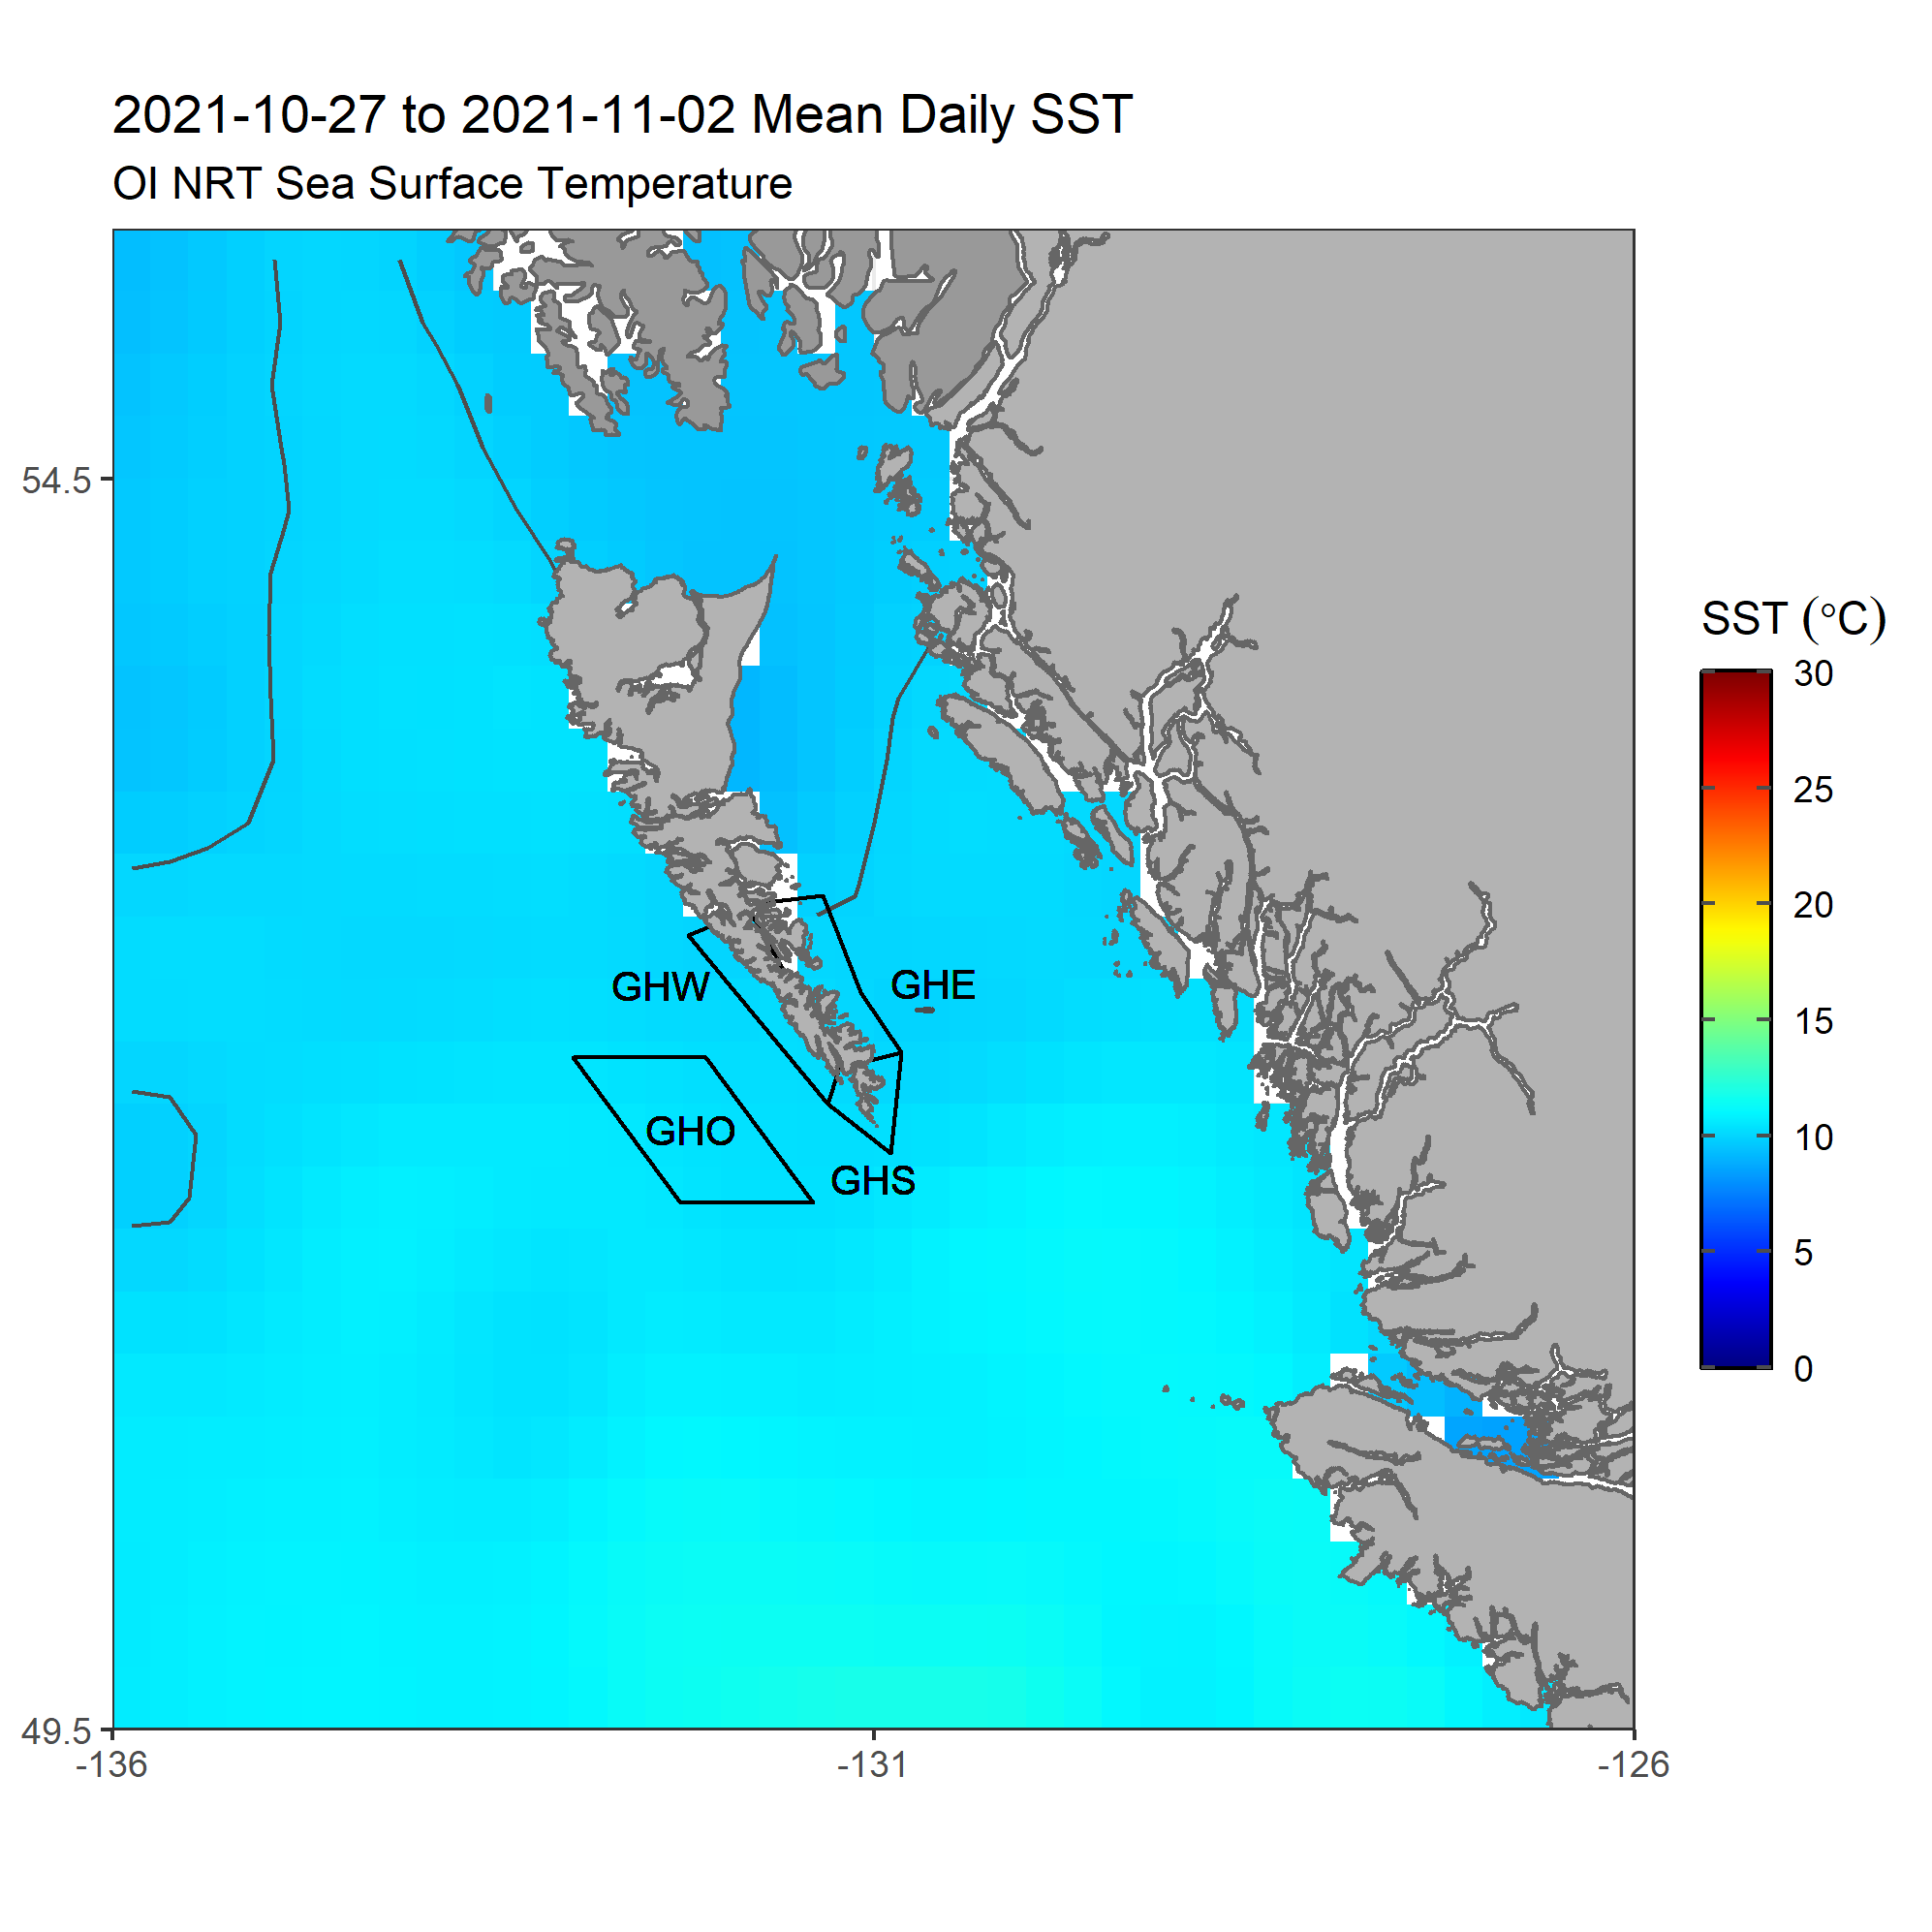 2021-10-27 to 2021-11-02 Mean Daily SST
OI NRT Sea Surface Temperature
54.5
49.5
-136
-131
-126
GHW
GHE
GHO
GHS
SST (°C)
30
25
20
15
10
5
0